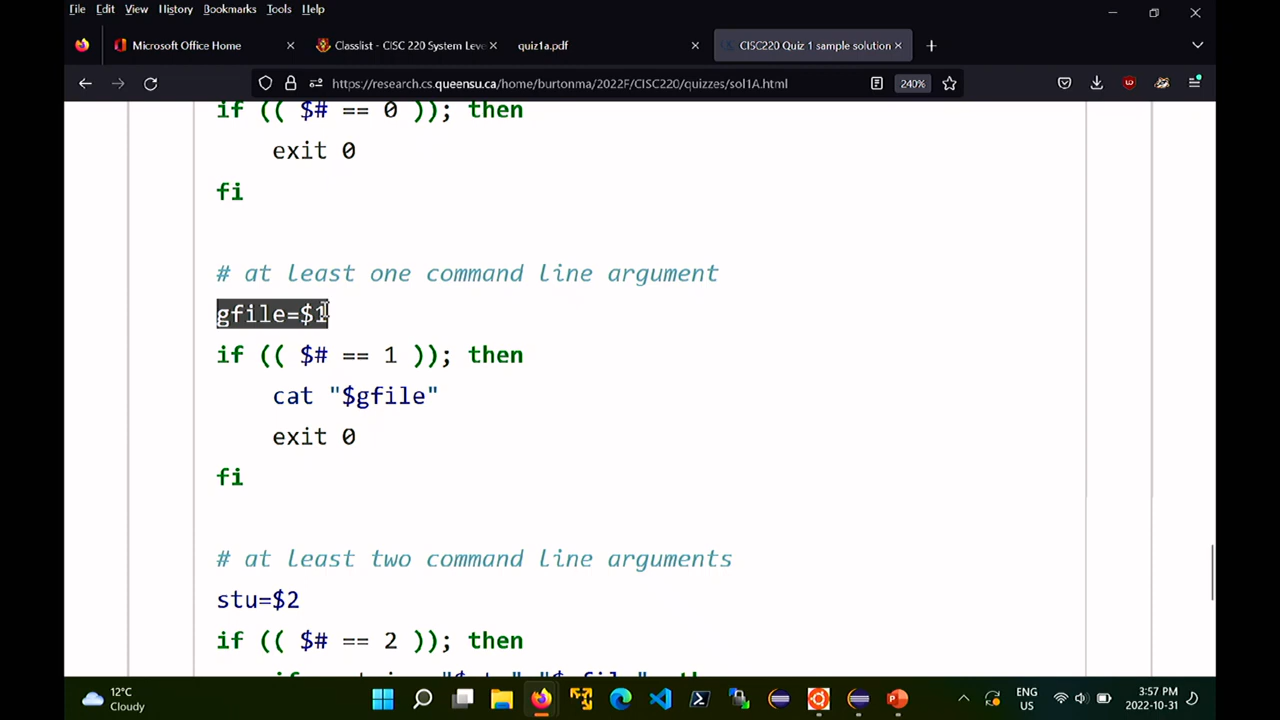 File Edit View History Bookmarks Tools Help
Microsoft Office Home Classlist - CISC 220 System Leve quiz1a.pdf CISC220 Quiz 1 sample solution
https://research.cs.queensu.ca/home/burtonma/2022F/CISC220/quizzes/sol1A.html 240%
if (( $# == 0 )); then
exit 0
fi
# at least one command line argument
gfile=$1
if (( $# == 1 )); then
cat "$gfile"
exit 0
fi
# at least two command line arguments
stu=$2
if (( $# == 2 )); then
12°C
Cloudy
ENG
US
3:57 PM
2022-10-31